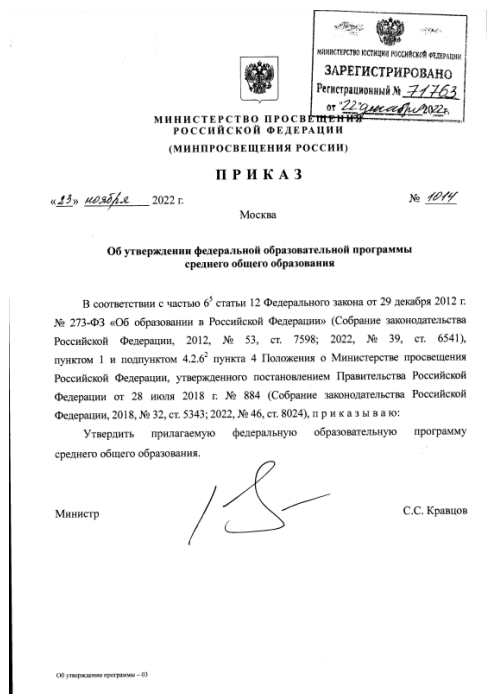 МИНИСТЕРСТВО ЮСТИЦИИ РОССИЙСКОЙ ФЕДЕРАЦИИ
ЗАРЕГИСТРИРОВАНО
Регистрационный № 71763
от "22" декабря 2022г.
МИНИСТЕРСТВО ПРОСВЕЩЕНИЯ
РОССИЙСКОЙ ФЕДЕРАЦИИ
(МИНПРОСВЕЩЕНИЯ РОССИИ)
ПРИКАЗ
«23» ноября 2022 г.
№ 1014
Москва
Об утверждении федеральной образовательной программы
среднего общего образования
В соответствии с частью 6⁵ статьи 12 Федерального закона от 29 декабря 2012 г.
№ 273-ФЗ «Об образовании в Российской Федерации» (Собрание законодательства
Российской Федерации, 2012, № 53, ст. 7598; 2022, № 39, ст. 6541),
пунктом 1 и подпунктом 4.2.6² пункта 4 Положения о Министерстве просвещения
Российской Федерации, утвержденного постановлением Правительства Российской
Федерации от 28 июля 2018 г. № 884 (Собрание законодательства Российской
Федерации, 2018, № 32, ст. 5343; 2022, № 46, ст. 8024), п р и к а з ы в а ю:
Утвердить прилагаемую федеральную образовательную программу
среднего общего образования.
Министр
С.С. Кравцов
Об утверждении программы – 03